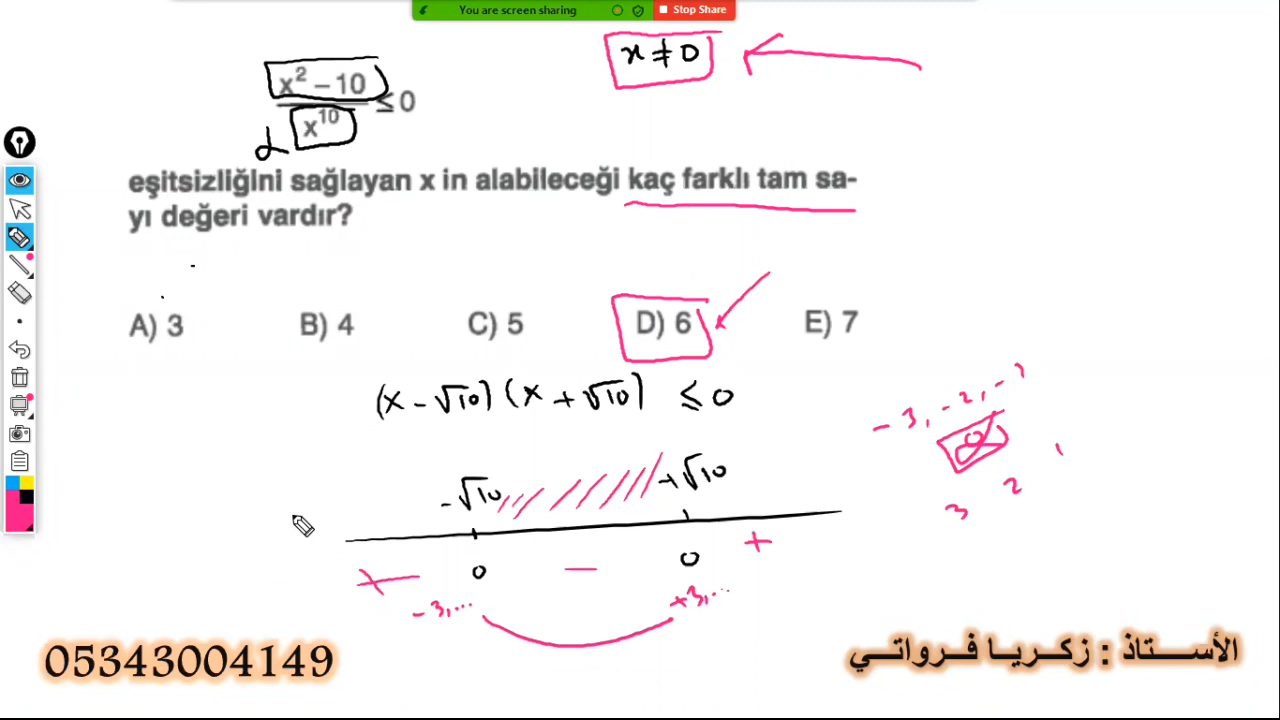 You are screen sharing
Stop Share
x ≠ 0
x² − 10
x¹⁰
≤ 0
eşitsizliğini sağlayan x in alabileceği kaç farklı tam sa-
yı değeri vardır?
A) 3 B) 4 C) 5 D) 6 E) 7
(x − √10) (x + √10) ≤ 0
−3, −2, −1
0
1
2
3
−√10 +√10
+ 0 − 0 +
−3,... +3,...
05343004149
الأستاذ : زكريا فرواتي